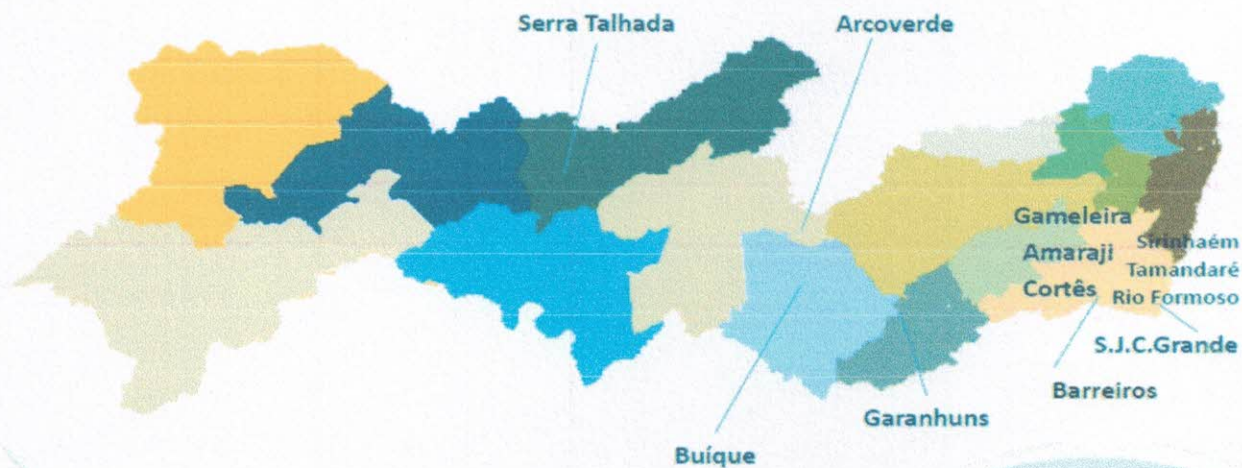 Serra Talhada
Arcoverde
Gameleira
Sirinhaém
Amaraji
Tamandaré
Cortês
Rio Formoso
S.J.C.Grande
Barreiros
Garanhuns
Buíque